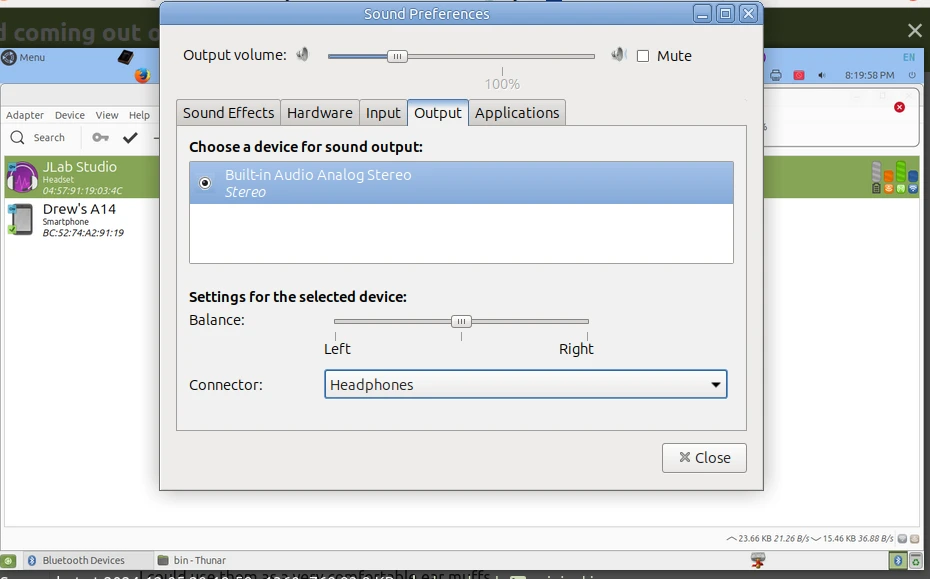 Sound Preferences
d coming out o
Output volume:
Mute
100%
Menu
EN
8:19:58 PM
Sound Effects
Hardware
Input
Output
Applications
Adapter Device View Help
Search
Choose a device for sound output:
Built-in Audio Analog Stereo
Stereo
JLab Studio
Headset
04:57:91:19:03:4C
Drew's A14
Smartphone
BC:52:74:A2:91:19
%
Settings for the selected device:
Balance:
Left
Right
Connector:
Headphones
Close
23.66 KB 21.26 B/s 15.46 KB 36.88 B/s
Bluetooth Devices
bin - Thunar